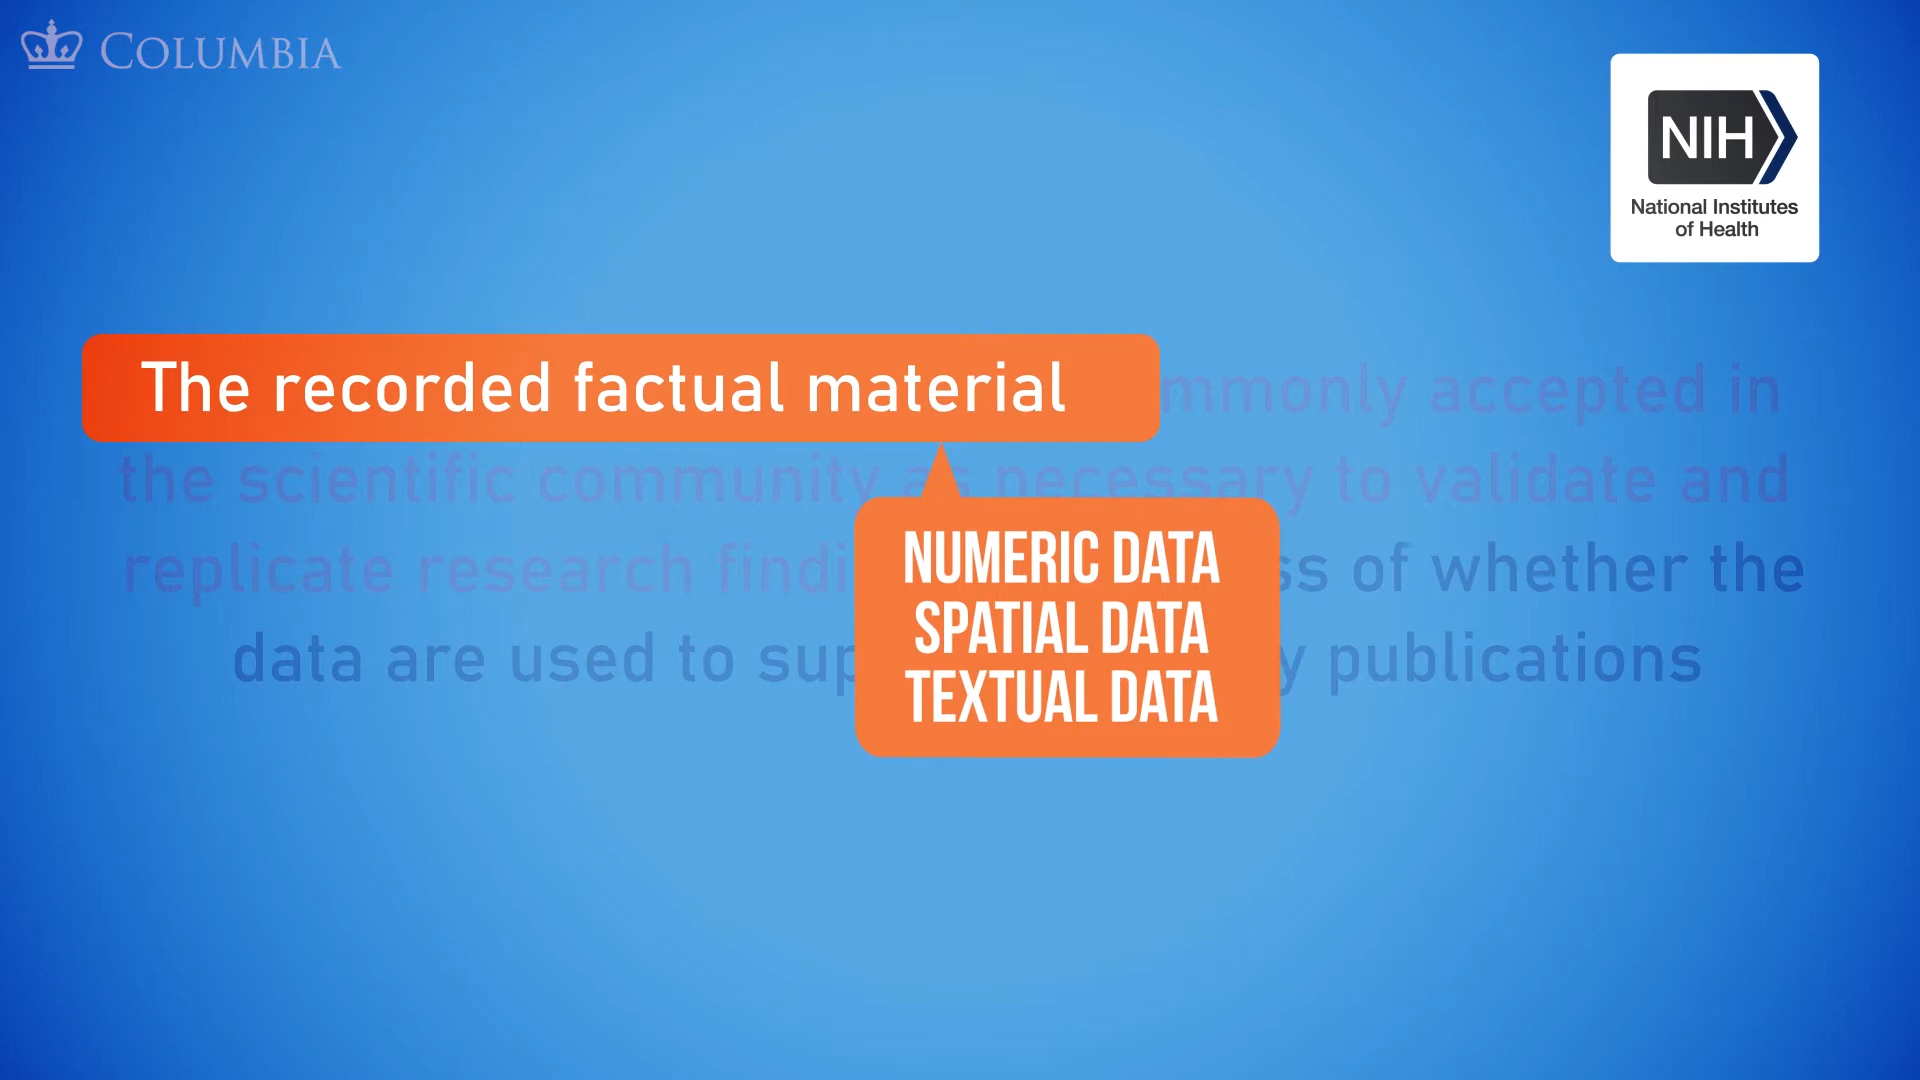 COLUMBIA
NIH
National Institutes
of Health
The recorded factual material mmonly accepted in
the scientific community as necessary to validate and
replicate research findi ss of whether the
data are used to sup y publications
NUMERIC DATA
SPATIAL DATA
TEXTUAL DATA